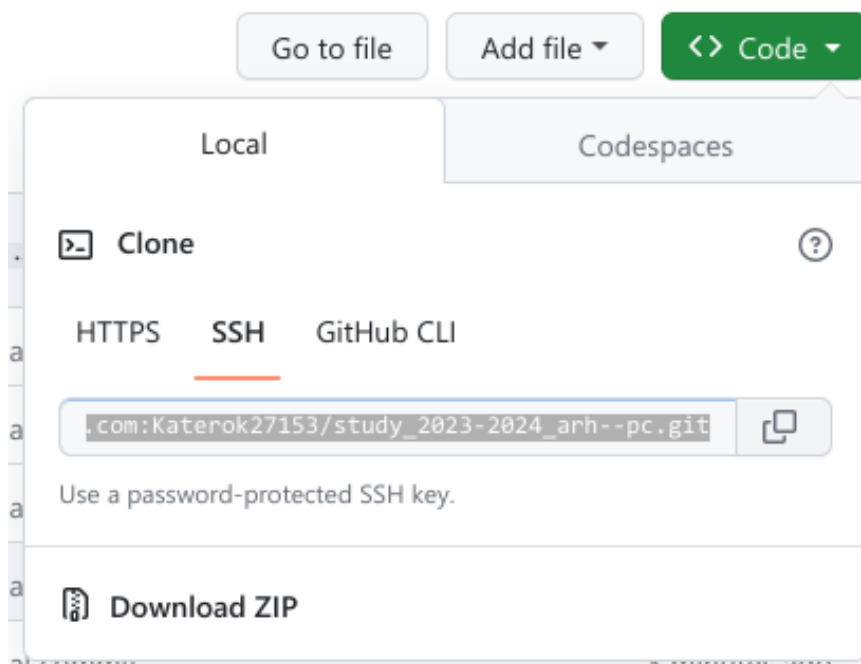 Go to file Add file Code
Local Codespaces
Clone
HTTPS SSH GitHub CLI
.com:Katerok27153/study_2023-2024_arh--pc.git
Use a password-protected SSH key.
Download ZIP